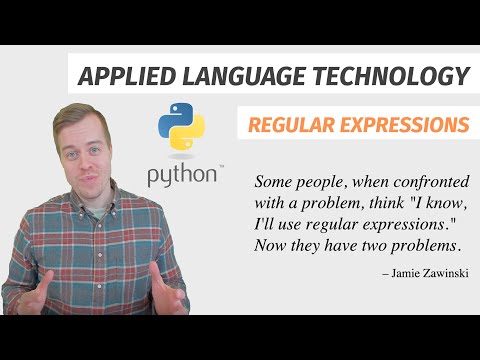 APPLIED LANGUAGE TECHNOLOGY
REGULAR EXPRESSIONS
python™
Some people, when confronted
with a problem, think "I know,
I'll use regular expressions."
Now they have two problems.
– Jamie Zawinski